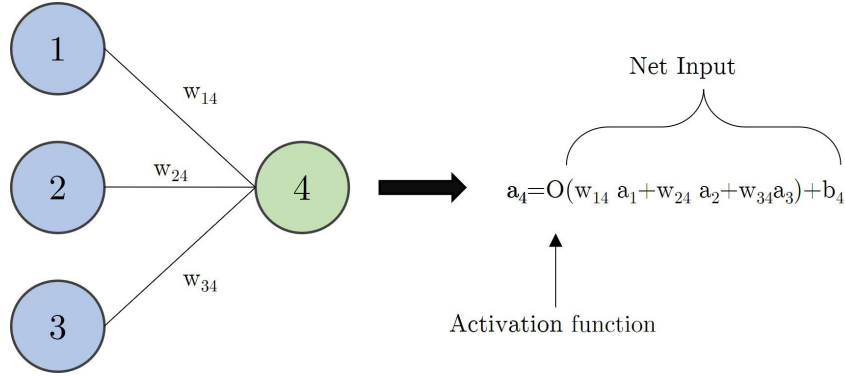 1
w₁₄
2
w₂₄
4
w₃₄
3
Net Input
a₄=O(w₁₄ a₁+w₂₄ a₂+w₃₄a₃)+b₄
Activation function